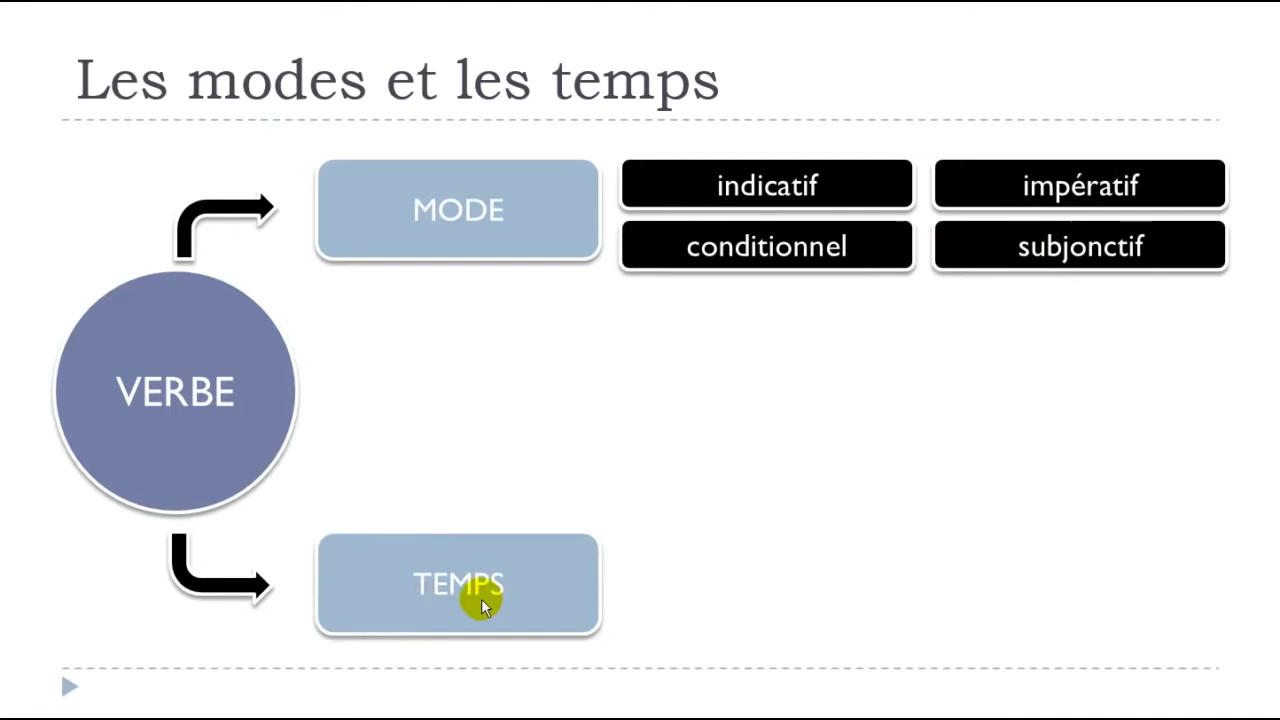 Les modes et les temps
MODE
indicatif
impératif
conditionnel
subjonctif
VERBE
TEMPS